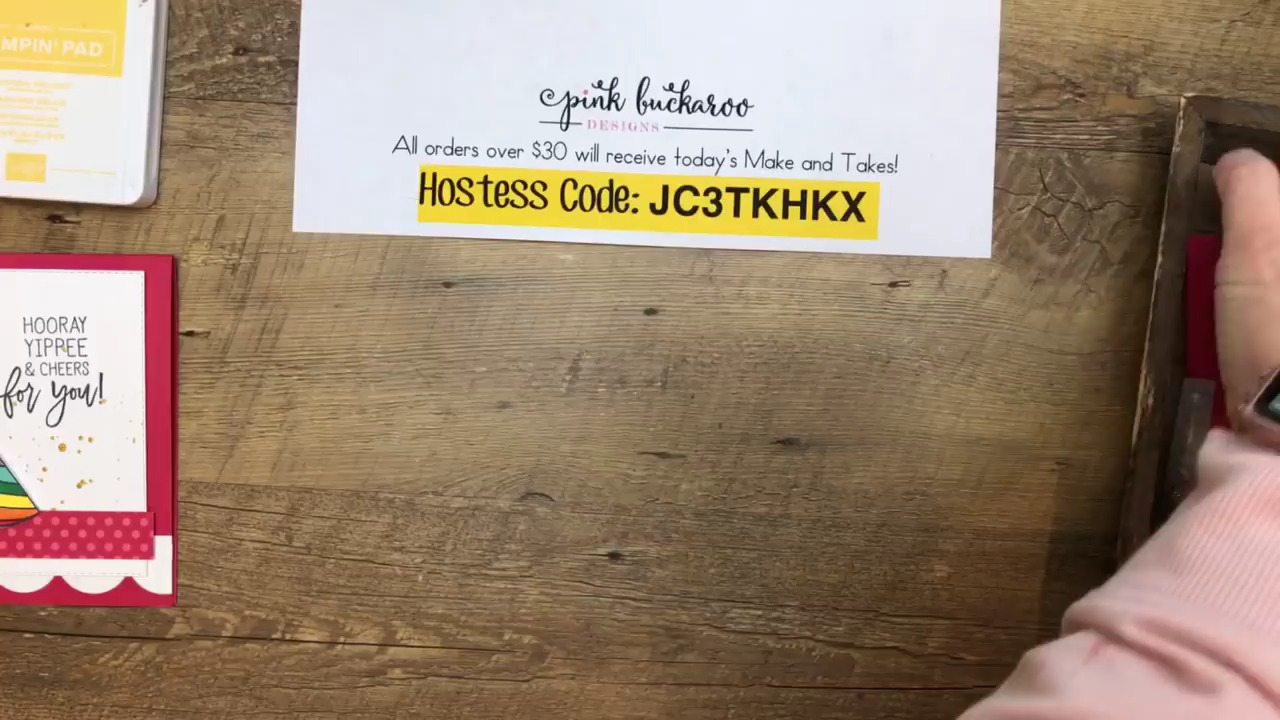 MPIN' PAD
pink buckaroo
DESIGNS
All orders over $30 will receive today's Make and Takes!
Hostess Code: JC3TKHKX
HOORAY
YIPPEE
& CHEERS
for you!